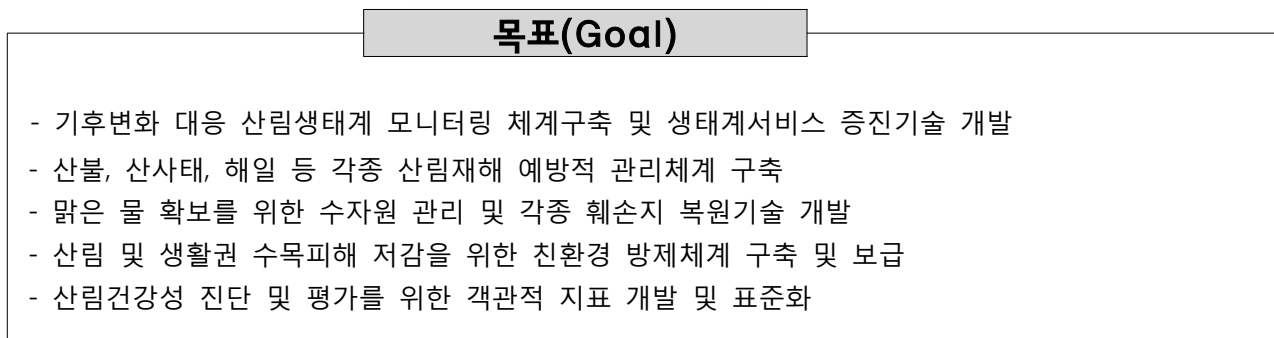 목표(Goal)
- 기후변화 대응 산림생태계 모니터링 체계구축 및 생태계서비스 증진기술 개발
- 산불, 산사태, 해일 등 각종 산림재해 예방적 관리체계 구축
- 맑은 물 확보를 위한 수자원 관리 및 각종 훼손지 복원기술 개발
- 산림 및 생활권 수목피해 저감을 위한 친환경 방제체계 구축 및 보급
- 산림건강성 진단 및 평가를 위한 객관적 지표 개발 및 표준화